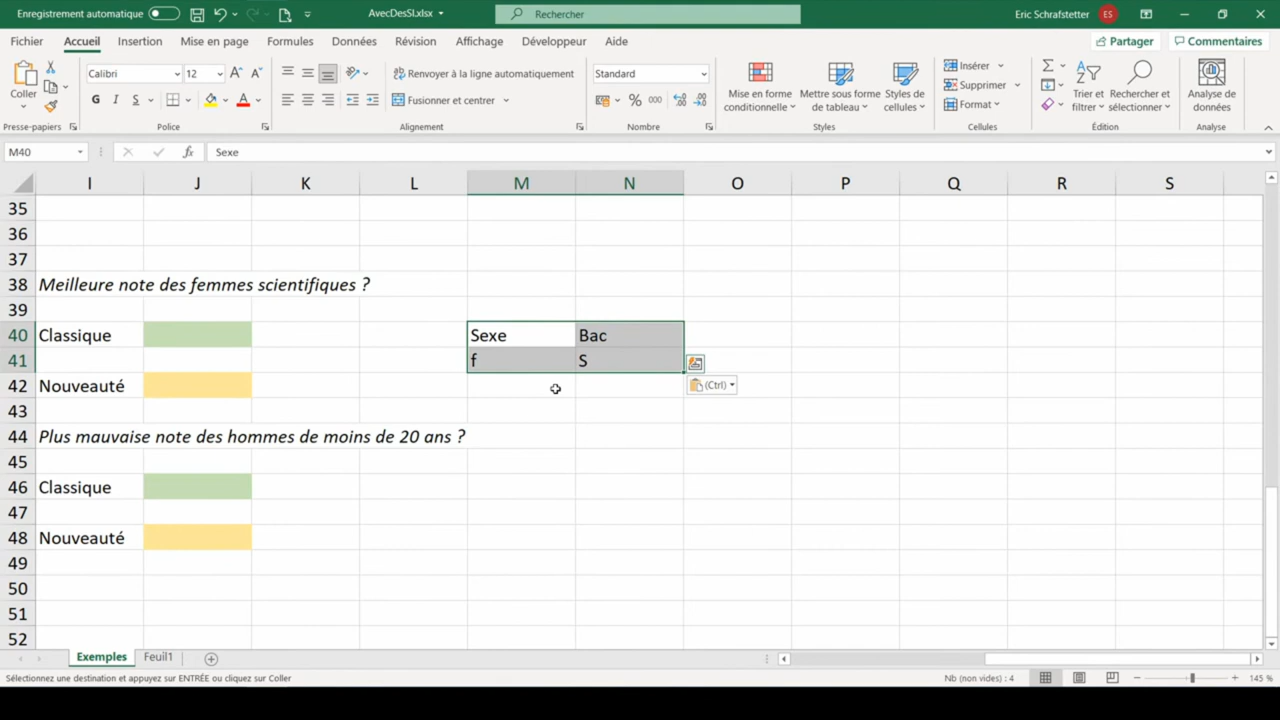 Enregistrement automatique
AvecDesSI.xlsx
Rechercher
Eric Schrafstetter
ES
Fichier
Accueil
Insertion
Mise en page
Formules
Données
Révision
Affichage
Développeur
Aide
Partager
Commentaires
Coller
Calibri
12
G I S
Renvoyer à la ligne automatiquement
Fusionner et centrer
Standard
% 000
Mise en forme
conditionnelle
Mettre sous forme
de tableau
Styles de
cellules
Insérer
Supprimer
Format
Trier et
filtrer
Rechercher et
sélectionner
Analyse de
données
Presse-papiers
Police
Alignement
Nombre
Styles
Cellules
Édition
Analyse
M40
fx
Sexe
I J K L M N O P Q R S
35
36
37
38 Meilleure note des femmes scientifiques ?
39
40 Classique Sexe Bac
41 f S
42 Nouveauté (Ctrl)
43
44 Plus mauvaise note des hommes de moins de 20 ans ?
45
46 Classique
47
48 Nouveauté
49
50
51
52
Exemples
Feuil1
Sélectionnez une destination et appuyez sur ENTRÉE ou cliquez sur Coller
Nb (non vides) : 4
145 %